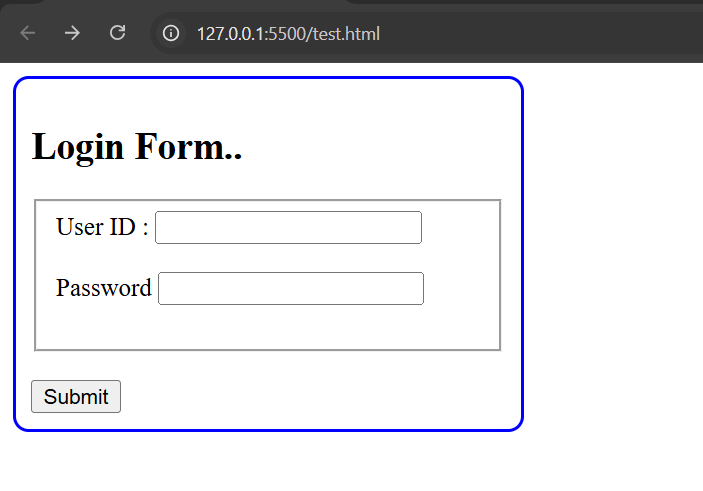 127.0.0.1:5500/test.html
Login Form..
User ID :
Password
Submit